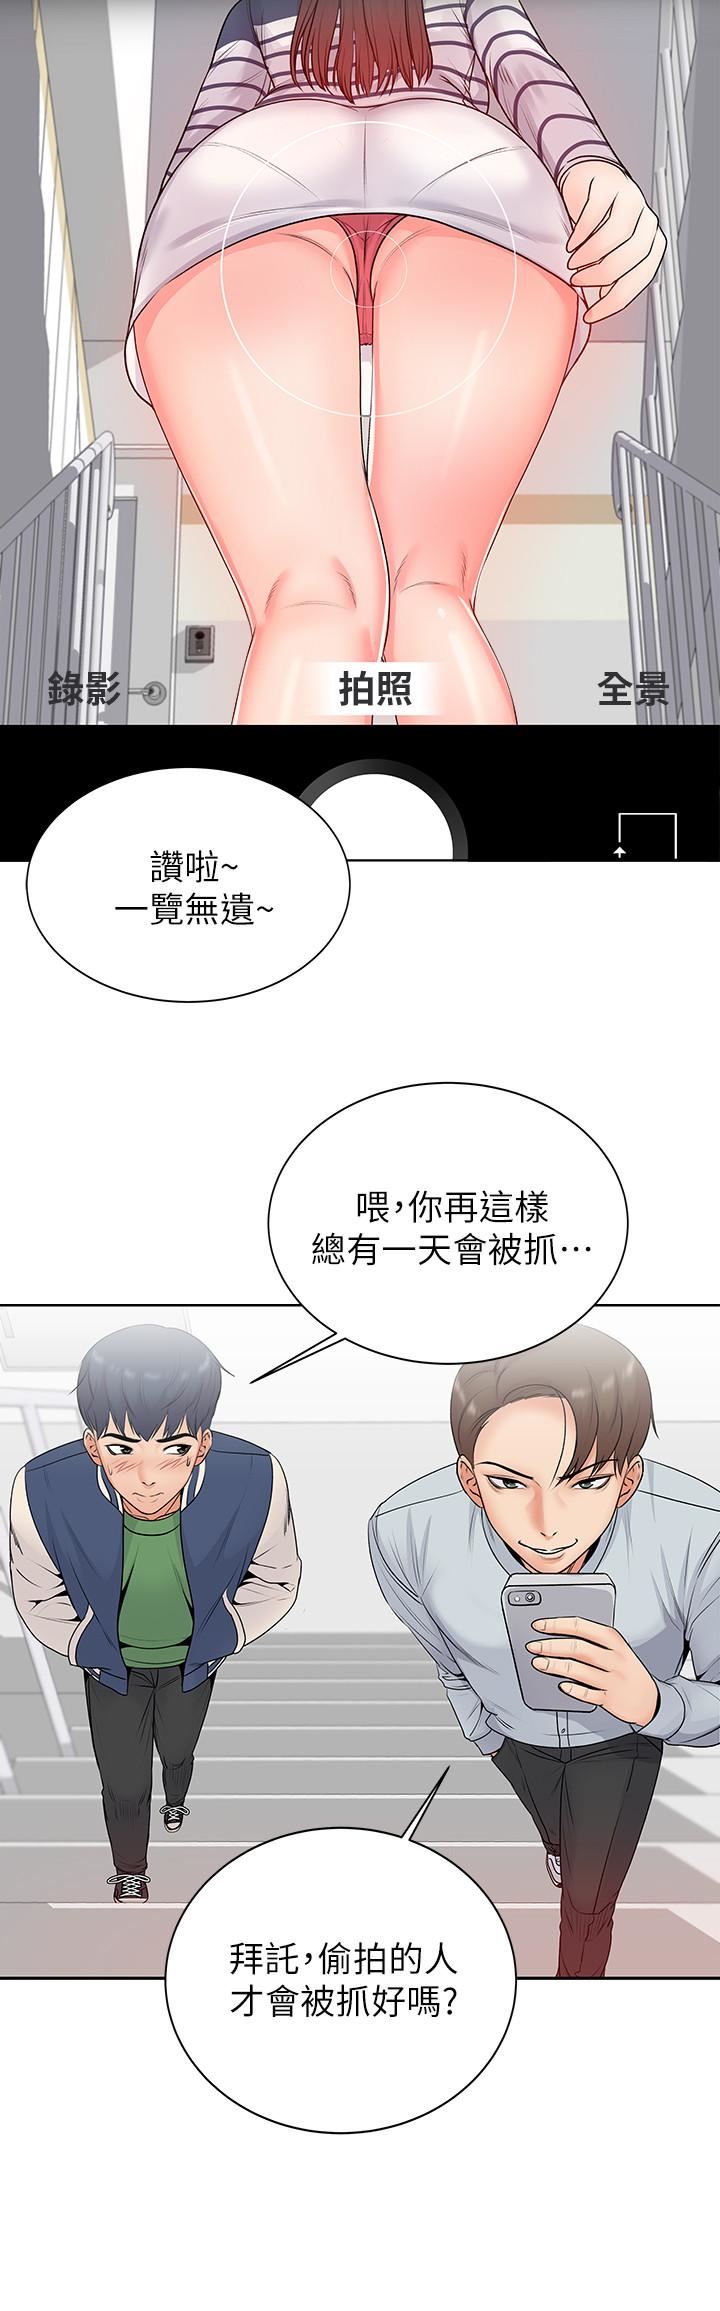 錄影 拍照 全景
讚啦~
一覽無遺~
喂,你再這樣
總有一天會被抓⋯
拜託,偷拍的人
才會被抓好嗎?